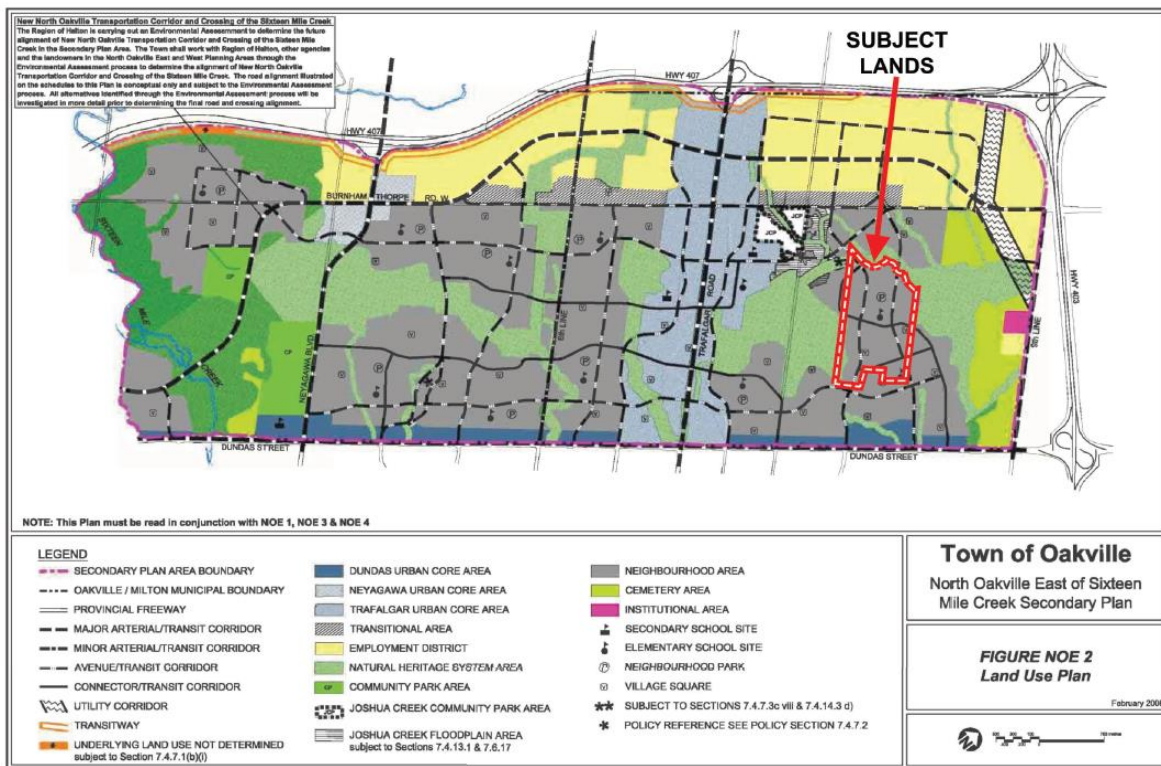 New North Oakville Transportation Corridor and Crossing of the Sixteen Mile Creek
The Region of Halton is carrying out an Environmental Assessment to determine the future
alignment of New North Oakville Transportation Corridor and Crossing of the Sixteen Mile
Creek in the Secondary Plan Area. The Town shall work with Region of Halton, other agencies
and the landowners in the North Oakville East and West Planning Areas through the
Environmental Assessment process to determine the alignment of New North Oakville
Transportation Corridor and Crossing of the Sixteen Mile Creek. The road alignment illustrated
on the schedules to this Plan is conceptual only and subject to the Environmental Assessment
process. All alternatives identified through the Environmental Assessment process will be
investigated in more detail prior to determining the final road and crossing alignment.
SUBJECT
LANDS
HWY 407
HWY 407
BURNHAM THORPE RD. W.
JCP
JCP
SIXTEEN
MILE
CREEK
CP
CP
NEYAGAWA BLVD.
6th LINE
TRAFALGAR ROAD
9th LINE
HWY 403
DUNDAS STREET
DUNDAS STREET
NOTE: This Plan must be read in conjunction with NOE 1, NOE 3 & NOE 4
LEGEND
SECONDARY PLAN AREA BOUNDARY
OAKVILLE / MILTON MUNICIPAL BOUNDARY
PROVINCIAL FREEWAY
MAJOR ARTERIAL/TRANSIT CORRIDOR
MINOR ARTERIAL/TRANSIT CORRIDOR
AVENUE/TRANSIT CORRIDOR
CONNECTOR/TRANSIT CORRIDOR
UTILITY CORRIDOR
TRANSITWAY
UNDERLYING LAND USE NOT DETERMINED
subject to Section 7.4.7.1(b)(i)
DUNDAS URBAN CORE AREA
NEYAGAWA URBAN CORE AREA
TRAFALGAR URBAN CORE AREA
TRANSITIONAL AREA
EMPLOYMENT DISTRICT
NATURAL HERITAGE SYSTEM AREA
CP COMMUNITY PARK AREA
JCP JOSHUA CREEK COMMUNITY PARK AREA
JOSHUA CREEK FLOODPLAIN AREA
subject to Sections 7.4.13.1 & 7.6.17
NEIGHBOURHOOD AREA
CEMETERY AREA
INSTITUTIONAL AREA
SECONDARY SCHOOL SITE
ELEMENTARY SCHOOL SITE
NEIGHBOURHOOD PARK
VILLAGE SQUARE
** SUBJECT TO SECTIONS 7.4.7.3c viii & 7.4.14.3 d)
* POLICY REFERENCE SEE POLICY SECTION 7.4.7.2
Town of Oakville
North Oakville East of Sixteen
Mile Creek Secondary Plan
FIGURE NOE 2
Land Use Plan